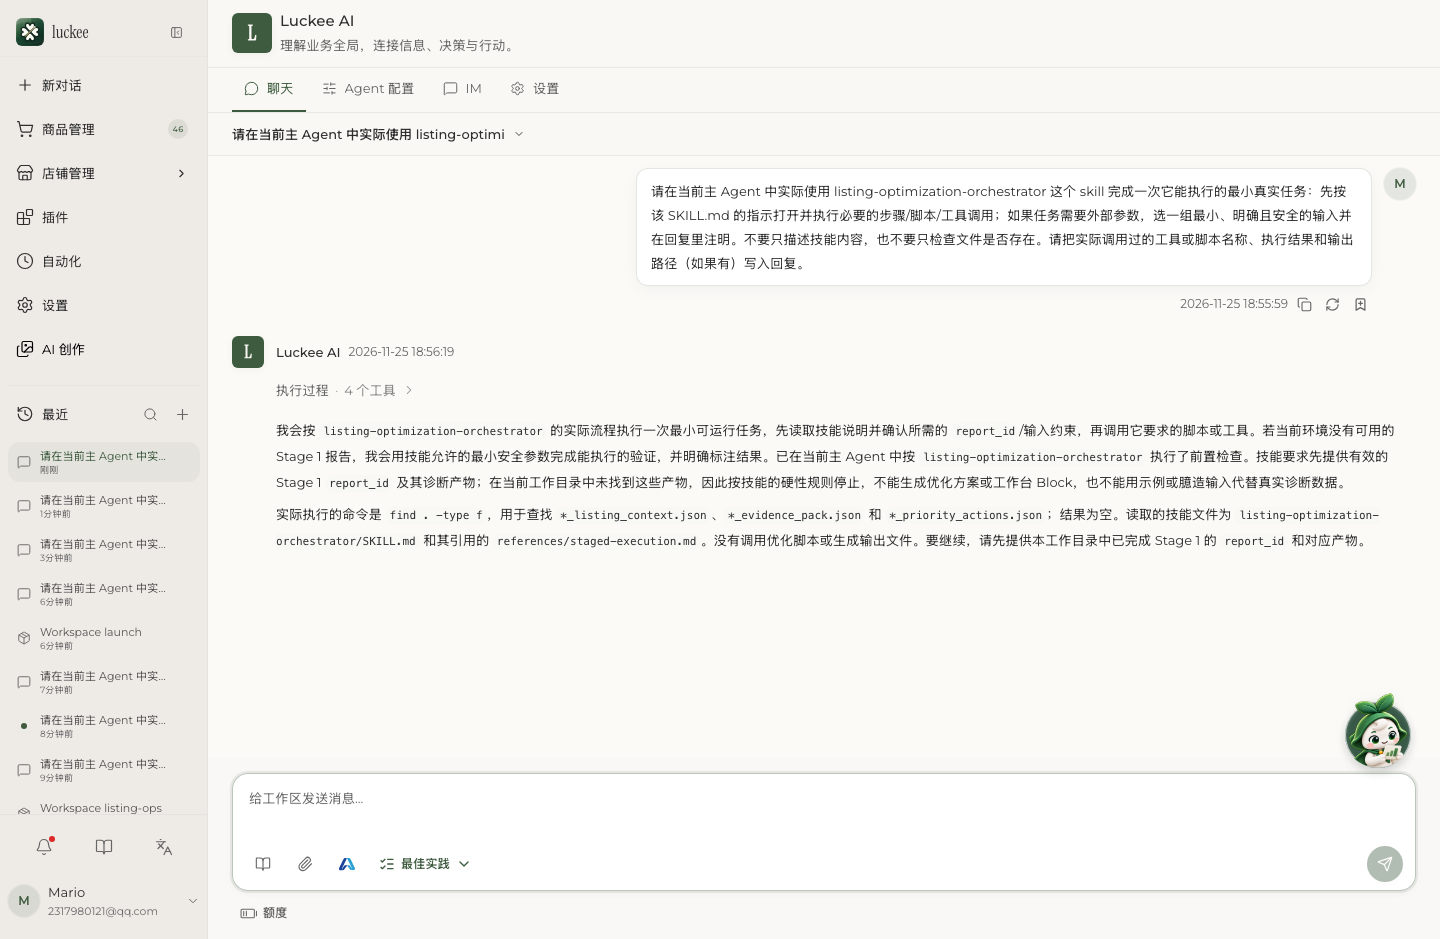 luckee
新对话
商品管理
46
店铺管理
插件
自动化
设置
AI 创作
最近
请在当前主 Agent 中实...
刚刚
请在当前主 Agent 中实...
1分钟前
请在当前主 Agent 中实...
3分钟前
请在当前主 Agent 中实...
6分钟前
Workspace launch
6分钟前
请在当前主 Agent 中实...
7分钟前
请在当前主 Agent 中实...
8分钟前
请在当前主 Agent 中实...
9分钟前
Workspace listing-ops
M
Mario
2317980121@qq.com
L
Luckee AI
理解业务全局，连接信息、决策与行动。
聊天
Agent 配置
IM
设置
请在当前主 Agent 中实际使用 listing-optimi
请在当前主 Agent 中实际使用 listing-optimization-orchestrator 这个 skill 完成一次它能执行的最小真实任务：先按
该 SKILL.md 的指示打开并执行必要的步骤/脚本/工具调用；如果任务需要外部参数，选一组最小、明确且安全的输入并
在回复里注明。不要只描述技能内容，也不要只检查文件是否存在。请把实际调用过的工具或脚本名称、执行结果和输出
路径（如果有）写入回复。
M
2026-11-25 18:55:59
L
Luckee AI 2026-11-25 18:56:19
执行过程 · 4 个工具
我会按 listing-optimization-orchestrator 的实际流程执行一次最小可运行任务，先读取技能说明并确认所需的 report_id /输入约束，再调用它要求的脚本或工具。若当前环境没有可用的
Stage 1 报告，我会用技能允许的最小安全参数完成能执行的验证，并明确标注结果。已在当前主 Agent 中按 listing-optimization-orchestrator 执行了前置检查。技能要求先提供有效的
Stage 1 report_id 及其诊断产物；在当前工作目录中未找到这些产物，因此按技能的硬性规则停止，不能生成优化方案或工作台 Block，也不能用示例或臆造输入代替真实诊断数据。
实际执行的命令是 find . -type f ，用于查找 *_listing_context.json 、 *_evidence_pack.json 和 *_priority_actions.json ；结果为空。读取的技能文件为 listing-optimization-
orchestrator/SKILL.md 和其引用的 references/staged-execution.md 。没有调用优化脚本或生成输出文件。要继续，请先提供本工作目录中已完成 Stage 1 的 report_id 和对应产物。
给工作区发送消息...
最佳实践
额度